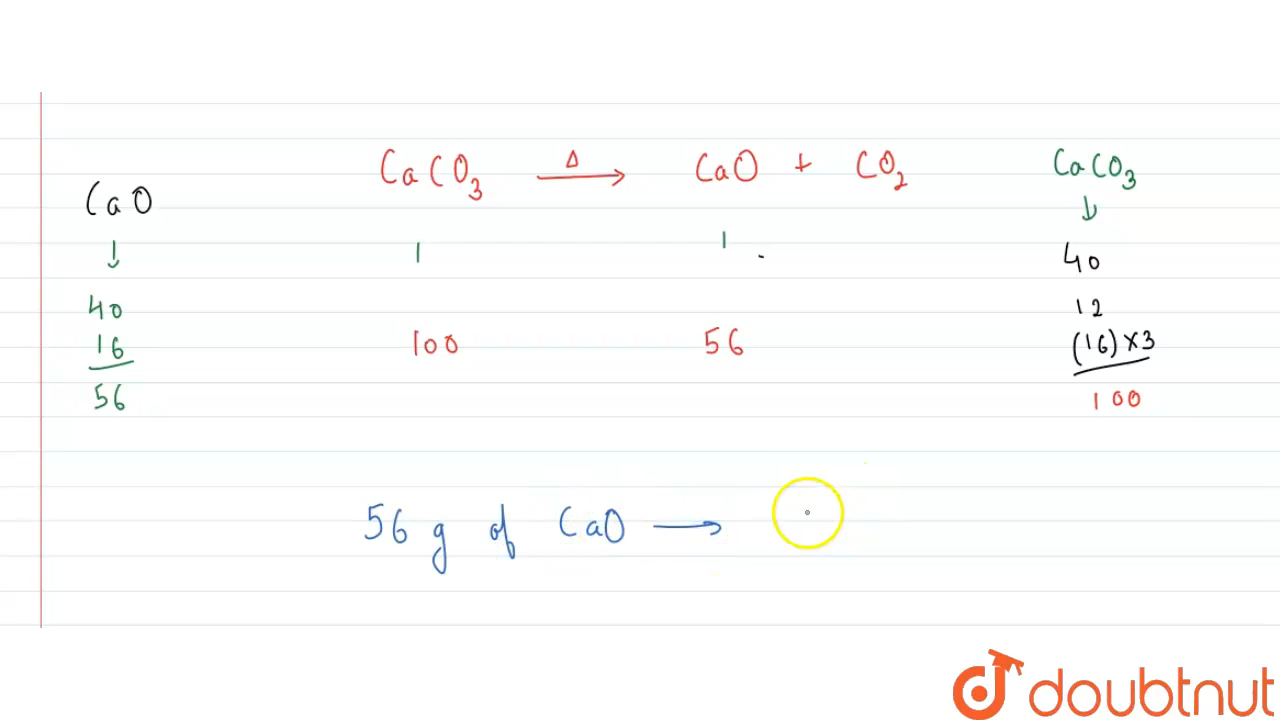 CaCO₃ —Δ→ CaO + CO₂
CaCO₃
CaO
↓
↓
1
1
40
40
12
16
100
56
(16)×3
56
100
56 g of CaO →
doubtnut